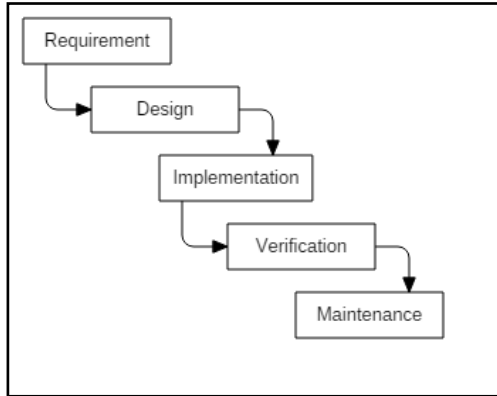 Requirement
Design
Implementation
Verification
Maintenance